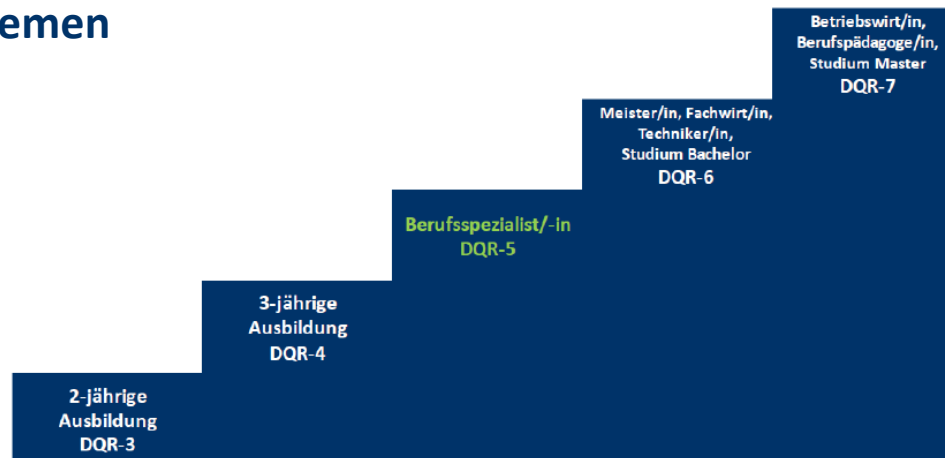 emen
Betriebswirt/in,
Berufspädagoge/in,
Studium Master
DQR-7
Meister/in, Fachwirt/in,
Techniker/in,
Studium Bachelor
DQR-6
Berufsspezialist/-in
DQR-5
3-jährige
Ausbildung
DQR-4
2-jährige
Ausbildung
DQR-3